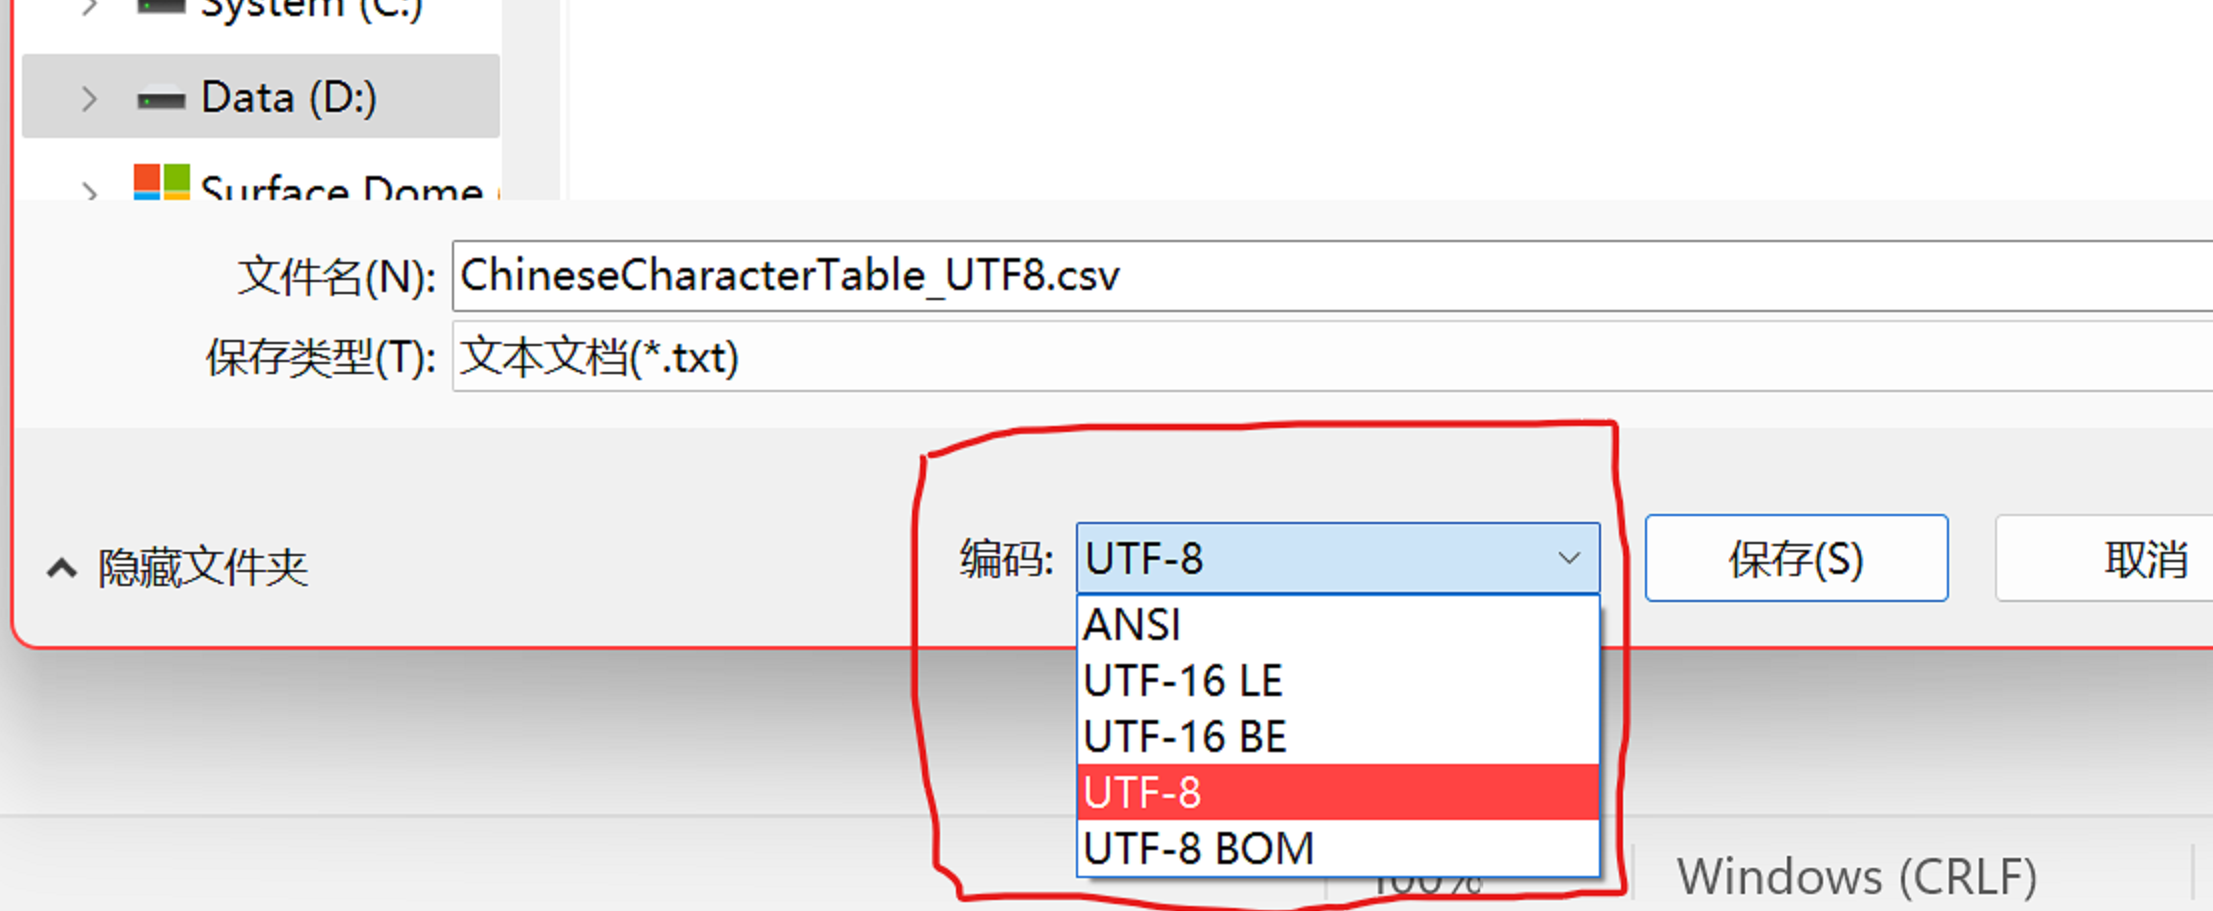 System (C:)
Data (D:)
Surface Dome
文件名(N): ChineseCharacterTable_UTF8.csv
保存类型(T): 文本文档(*.txt)
隐藏文件夹
编码: UTF-8
保存(S)
取消
ANSI
UTF-16 LE
UTF-16 BE
UTF-8
UTF-8 BOM
100%
Windows (CRLF)